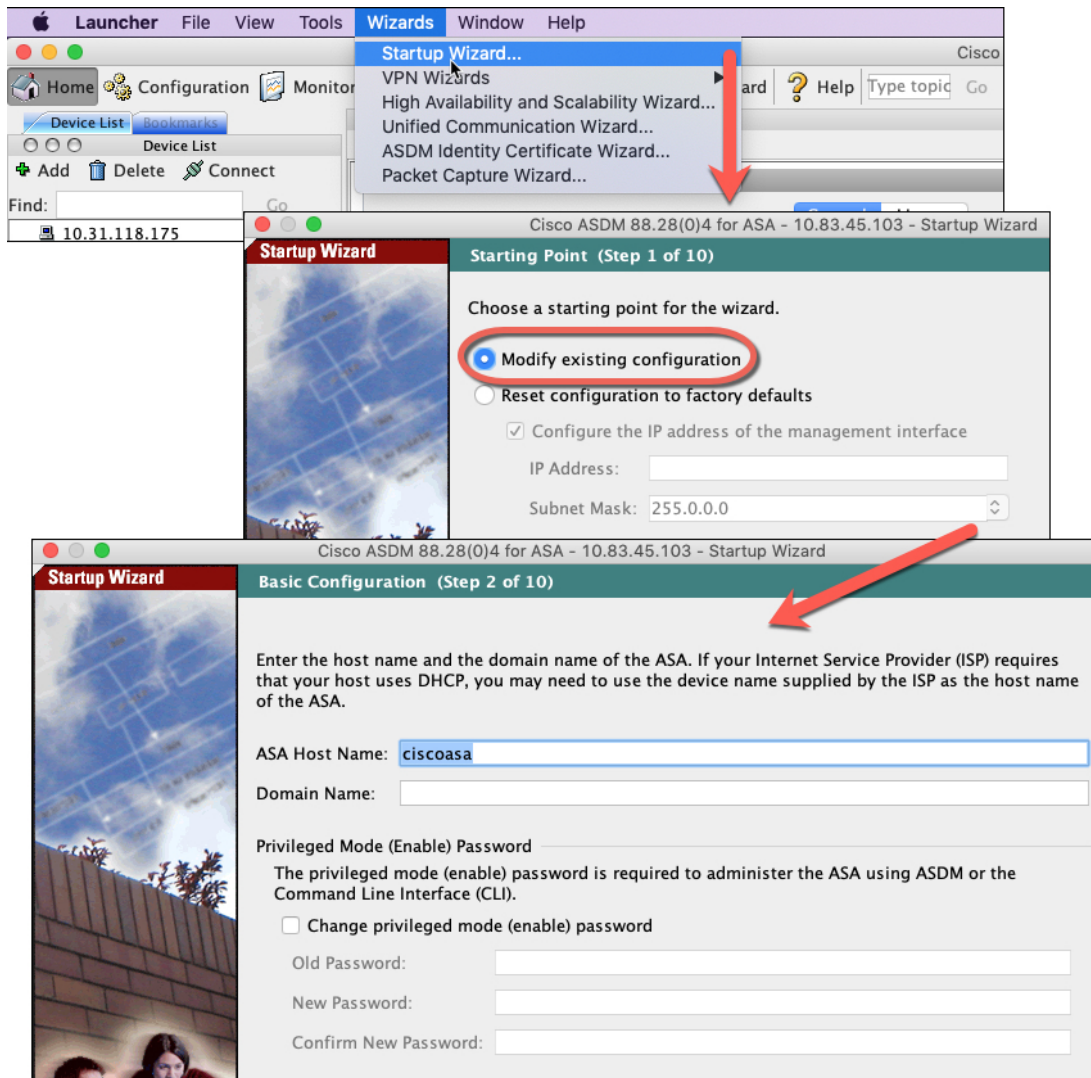 Launcher File View Tools Wizards Window Help
Startup Wizard...
VPN Wizards
High Availability and Scalability Wizard...
Unified Communication Wizard...
ASDM Identity Certificate Wizard...
Packet Capture Wizard...
Cisco
Home Configuration Monitor ard Help Type topic Go
Device List Bookmarks
Device List
Add Delete Connect
Find: Go
10.31.118.175
Cisco ASDM 88.28(0)4 for ASA - 10.83.45.103 - Startup Wizard
Startup Wizard
Starting Point (Step 1 of 10)
Choose a starting point for the wizard.
Modify existing configuration
Reset configuration to factory defaults
Configure the IP address of the management interface
IP Address:
Subnet Mask: 255.0.0.0
Cisco ASDM 88.28(0)4 for ASA - 10.83.45.103 - Startup Wizard
Startup Wizard
Basic Configuration (Step 2 of 10)
Enter the host name and the domain name of the ASA. If your Internet Service Provider (ISP) requires
that your host uses DHCP, you may need to use the device name supplied by the ISP as the host name
of the ASA.
ASA Host Name: ciscoasa
Domain Name:
Privileged Mode (Enable) Password
The privileged mode (enable) password is required to administer the ASA using ASDM or the
Command Line Interface (CLI).
Change privileged mode (enable) password
Old Password:
New Password:
Confirm New Password: